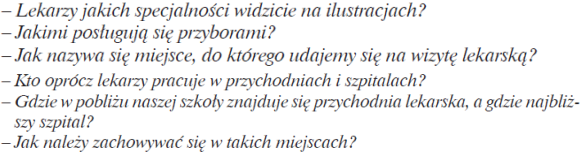 – Lekarzy jakich specjalności widzicie na ilustracjach?
– Jakimi posługują się przyborami?
– Jak nazywa się miejsce, do którego udajemy się na wizytę lekarską?
– Kto oprócz lekarzy pracuje w przychodniach i szpitalach?
– Gdzie w pobliżu naszej szkoły znajduje się przychodnia lekarska, a gdzie najbliż-
szy szpital?
– Jak należy zachowywać się w takich miejscach?